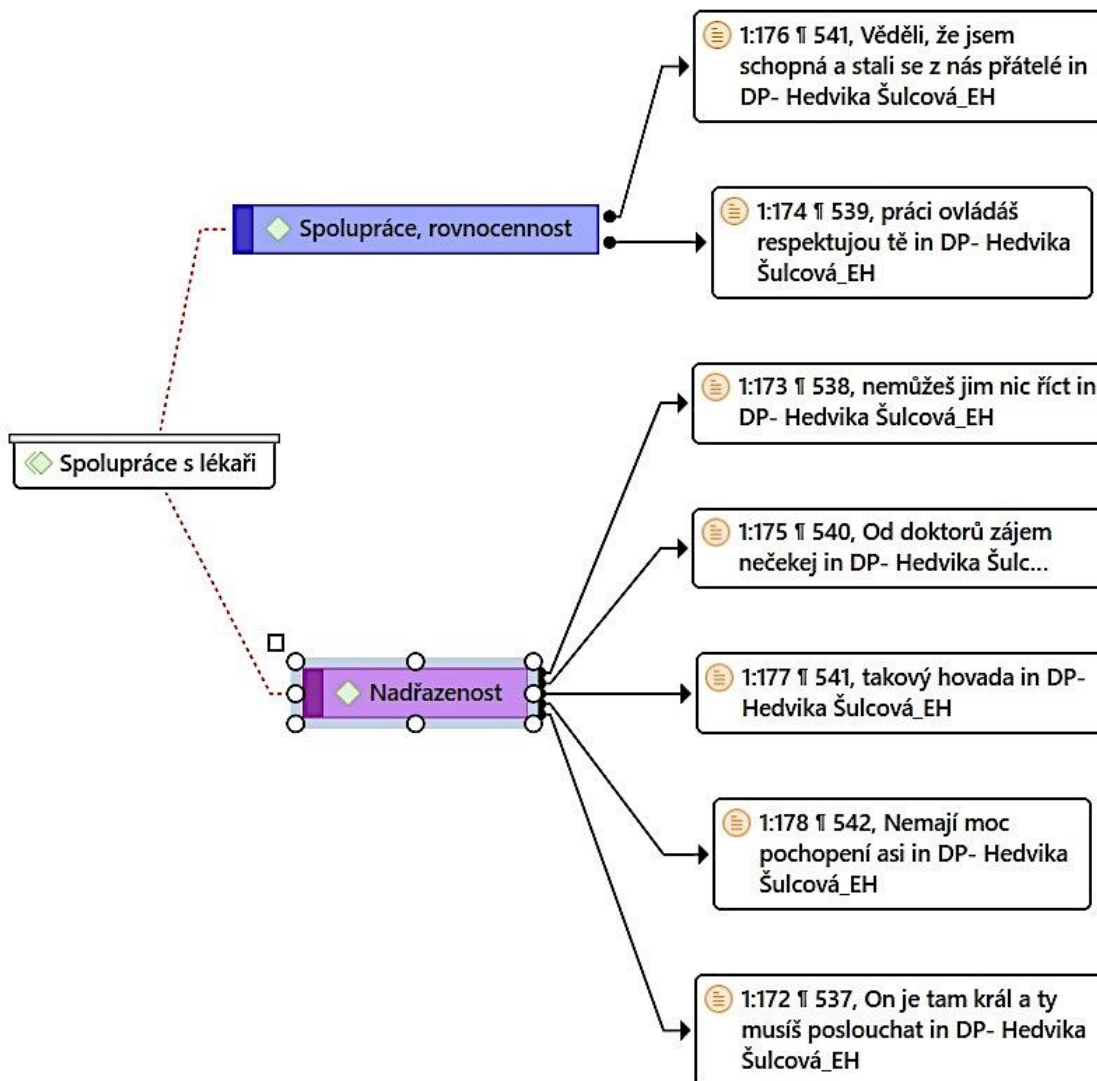 1:176 ¶ 541, Věděli, že jsem
schopná a stali se z nás přátelé in
DP- Hedvika Šulcová_EH
Spolupráce, rovnocennost
1:174 ¶ 539, práci ovládáš
respektujou tě in DP- Hedvika
Šulcová_EH
1:173 ¶ 538, nemůžeš jim nic říct in
DP- Hedvika Šulcová_EH
Spolupráce s lékaři
1:175 ¶ 540, Od doktorů zájem
nečekej in DP- Hedvika Šulc...
Nadřazenost
1:177 ¶ 541, takový hovada in DP-
Hedvika Šulcová_EH
1:178 ¶ 542, Nemají moc
pochopení asi in DP- Hedvika
Šulcová_EH
1:172 ¶ 537, On je tam král a ty
musíš poslouchat in DP- Hedvika
Šulcová_EH